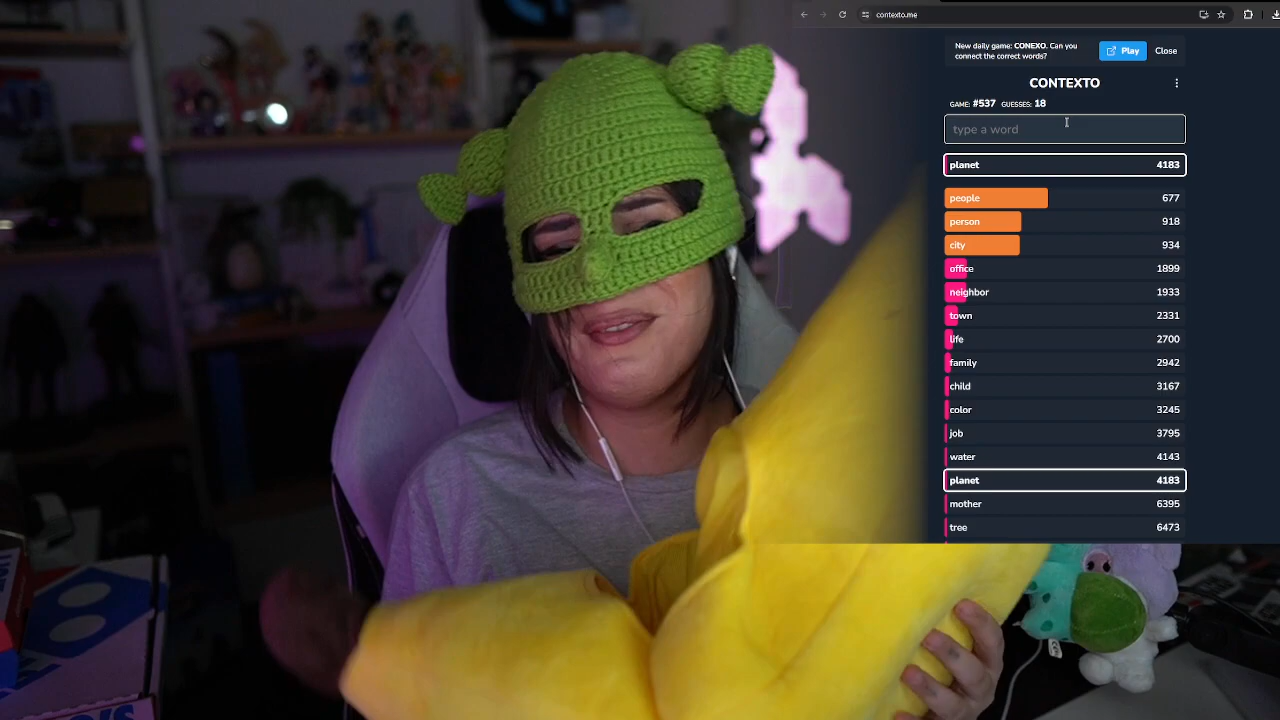 contexto.me
New daily game: CONEXO. Can you
connect the correct words?
Play
Close
CONTEXTO
GAME: #537 GUESSES: 18
type a word
planet 4183
people 677
person 918
city 934
office 1899
neighbor 1933
town 2331
life 2700
family 2942
child 3167
color 3245
job 3795
water 4143
planet 4183
mother 6395
tree 6473